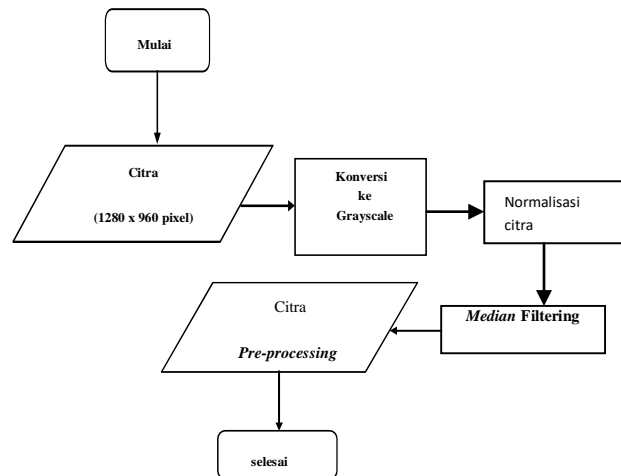 Mulai
Citra
(1280 x 960 pixel)
Konversi
ke
Grayscale
Normalisasi
citra
Median Filtering
Citra
Pre-processing
selesai